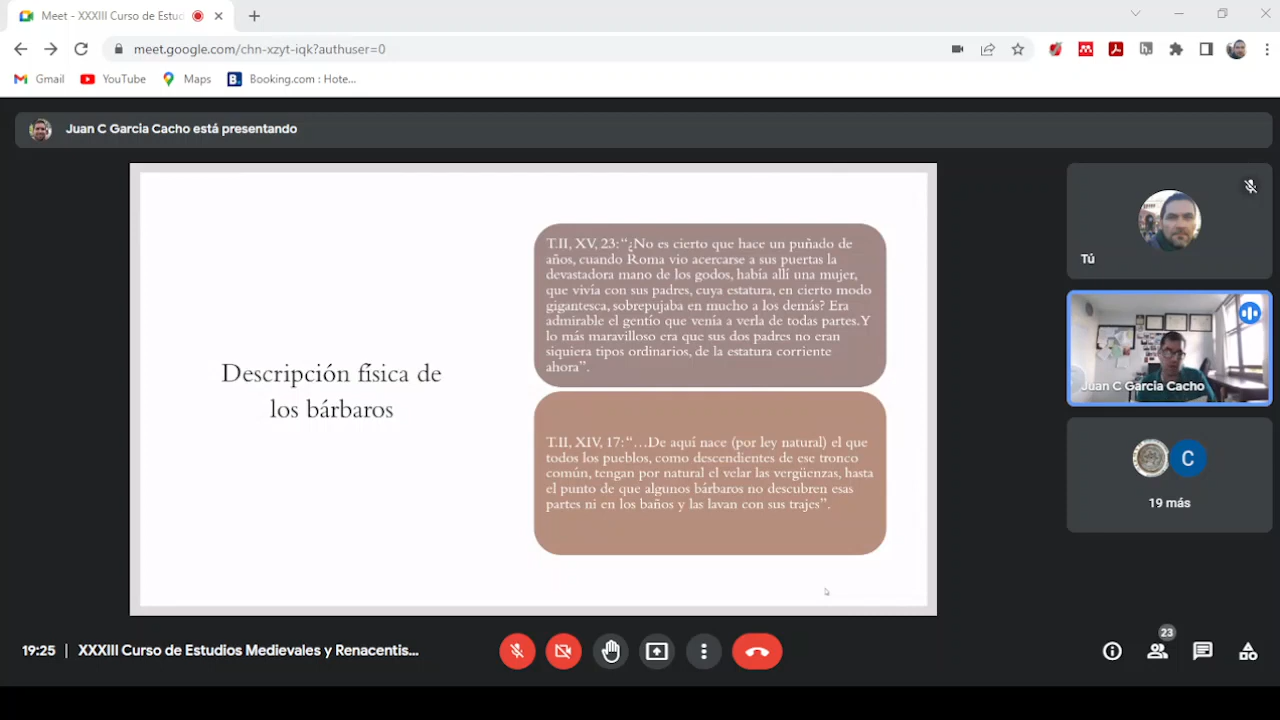 Meet - XXXIII Curso de Estud
meet.google.com/chn-xzyt-iqk?authuser=0
Gmail
YouTube
Maps
B.
Booking.com : Hote...
Juan C Garcia Cacho está presentando
Descripción física de
los bárbaros
T.II, XV, 23: “¿No es cierto que hace un puñado de
años, cuando Roma vio acercarse a sus puertas la
devastadora mano de los godos, había allí una mujer,
que vivía con sus padres, cuya estatura, en cierto modo
gigantesca, sobrepujaba en mucho a los demás? Era
admirable el gentío que venía a verla de todas partes. Y
lo más maravilloso era que sus dos padres no eran
siquiera tipos ordinarios, de la estatura corriente
ahora”.
T.II, XIV, 17: “…De aquí nace (por ley natural) el que
todos los pueblos, como descendientes de ese tronco
común, tengan por natural el velar las vergüenzas, hasta
el punto de que algunos bárbaros no descubren esas
partes ni en los baños y las lavan con sus trajes”.
Tú
Juan C Garcia Cacho
C
19 más
19:25 | XXXIII Curso de Estudios Medievales y Renacentis...
23